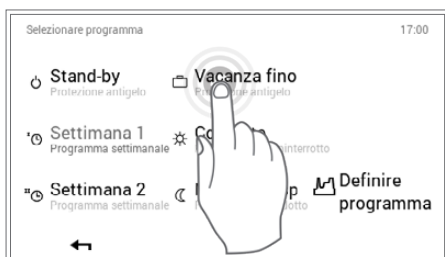 Selezionare programma 17:00
Stand-by
Protezione antigelo
Vacanza fino
antigelo
Settimana 1
Programma settimanale
Settimana 2
Programma settimanale
Definire
programma